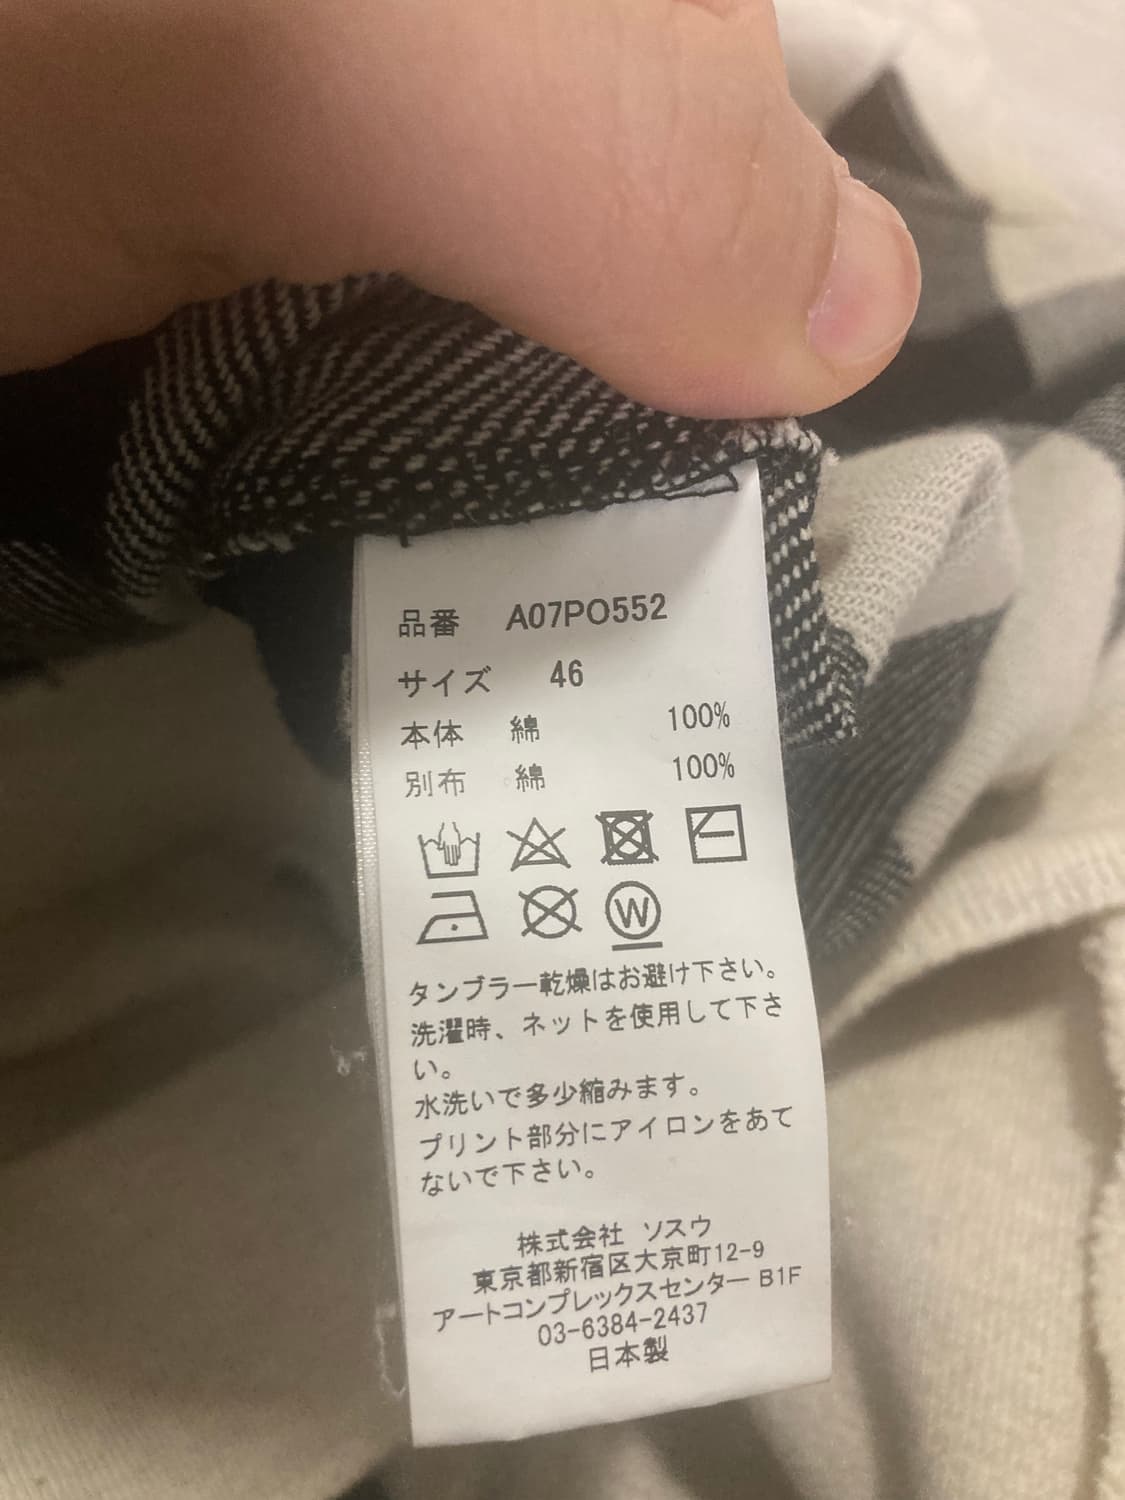 品番 A07PO552
サイズ 46
本体 綿 100%
別布 綿 100%
W
タンブラー乾燥はお避け下さい。
洗濯時、ネットを使用して下さ
い。
水洗いで多少縮みます。
プリント部分にアイロンをあて
ないで下さい。
株式会社 ソスウ
東京都新宿区大京町12-9
アートコンプレックスセンター B1F
03-6384-2437
日本製